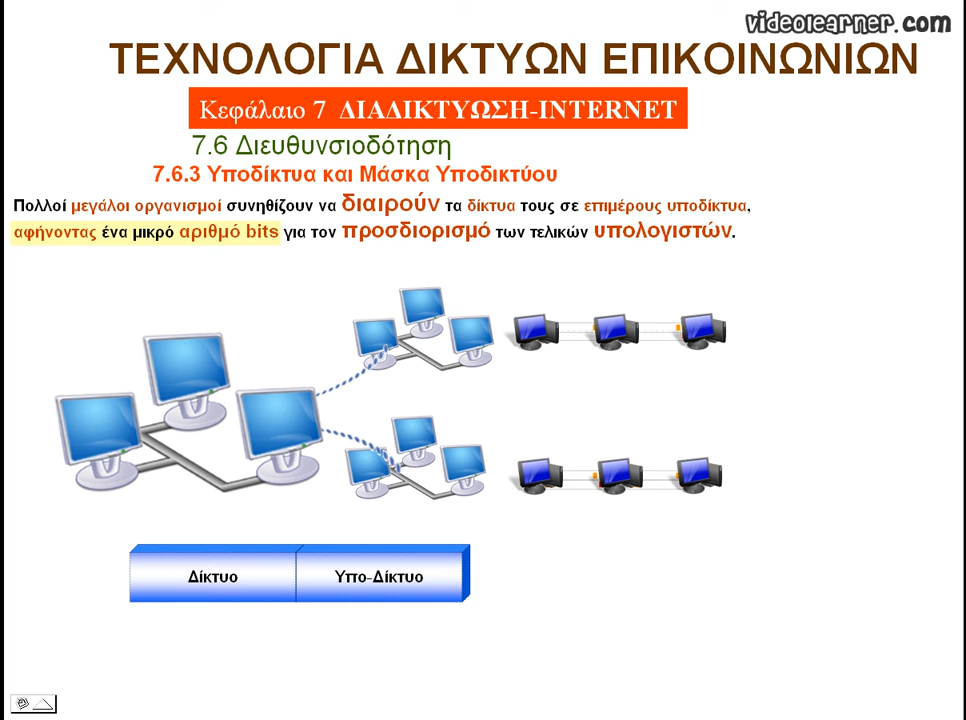 videolearner.com
ΤΕΧΝΟΛΟΓΙΑ ΔΙΚΤΥΩΝ ΕΠΙΚΟΙΝΩΝΙΩΝ
Κεφάλαιο 7 ΔΙΑΔΙΚΤΥΩΣΗ-INTERNET
7.6 Διευθυνσιοδότηση
7.6.3 Υποδίκτυα και Μάσκα Υποδικτύου
Πολλοί μεγάλοι οργανισμοί συνηθίζουν να διαιρούν τα δίκτυα τους σε επιμέρους υποδίκτυα,
αφήνοντας ένα μικρό αριθμό bits για τον προσδιορισμό των τελικών υπολογιστών.
Δίκτυο Υπο-Δίκτυο